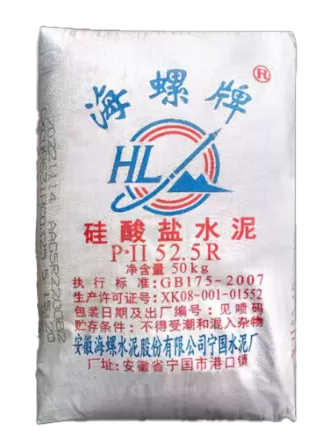 海螺牌®
HL
硅酸盐水泥
P·II 52.5R
净含量50kg
执行标准:GB175-2007
生产许可证号:XK08-001-01552
包装日期及出厂编号:见喷码
贮存条件:不得受潮和混入杂物
安徽海螺水泥股份有限公司宁国水泥厂
厂址:安徽省宁国市港口镇